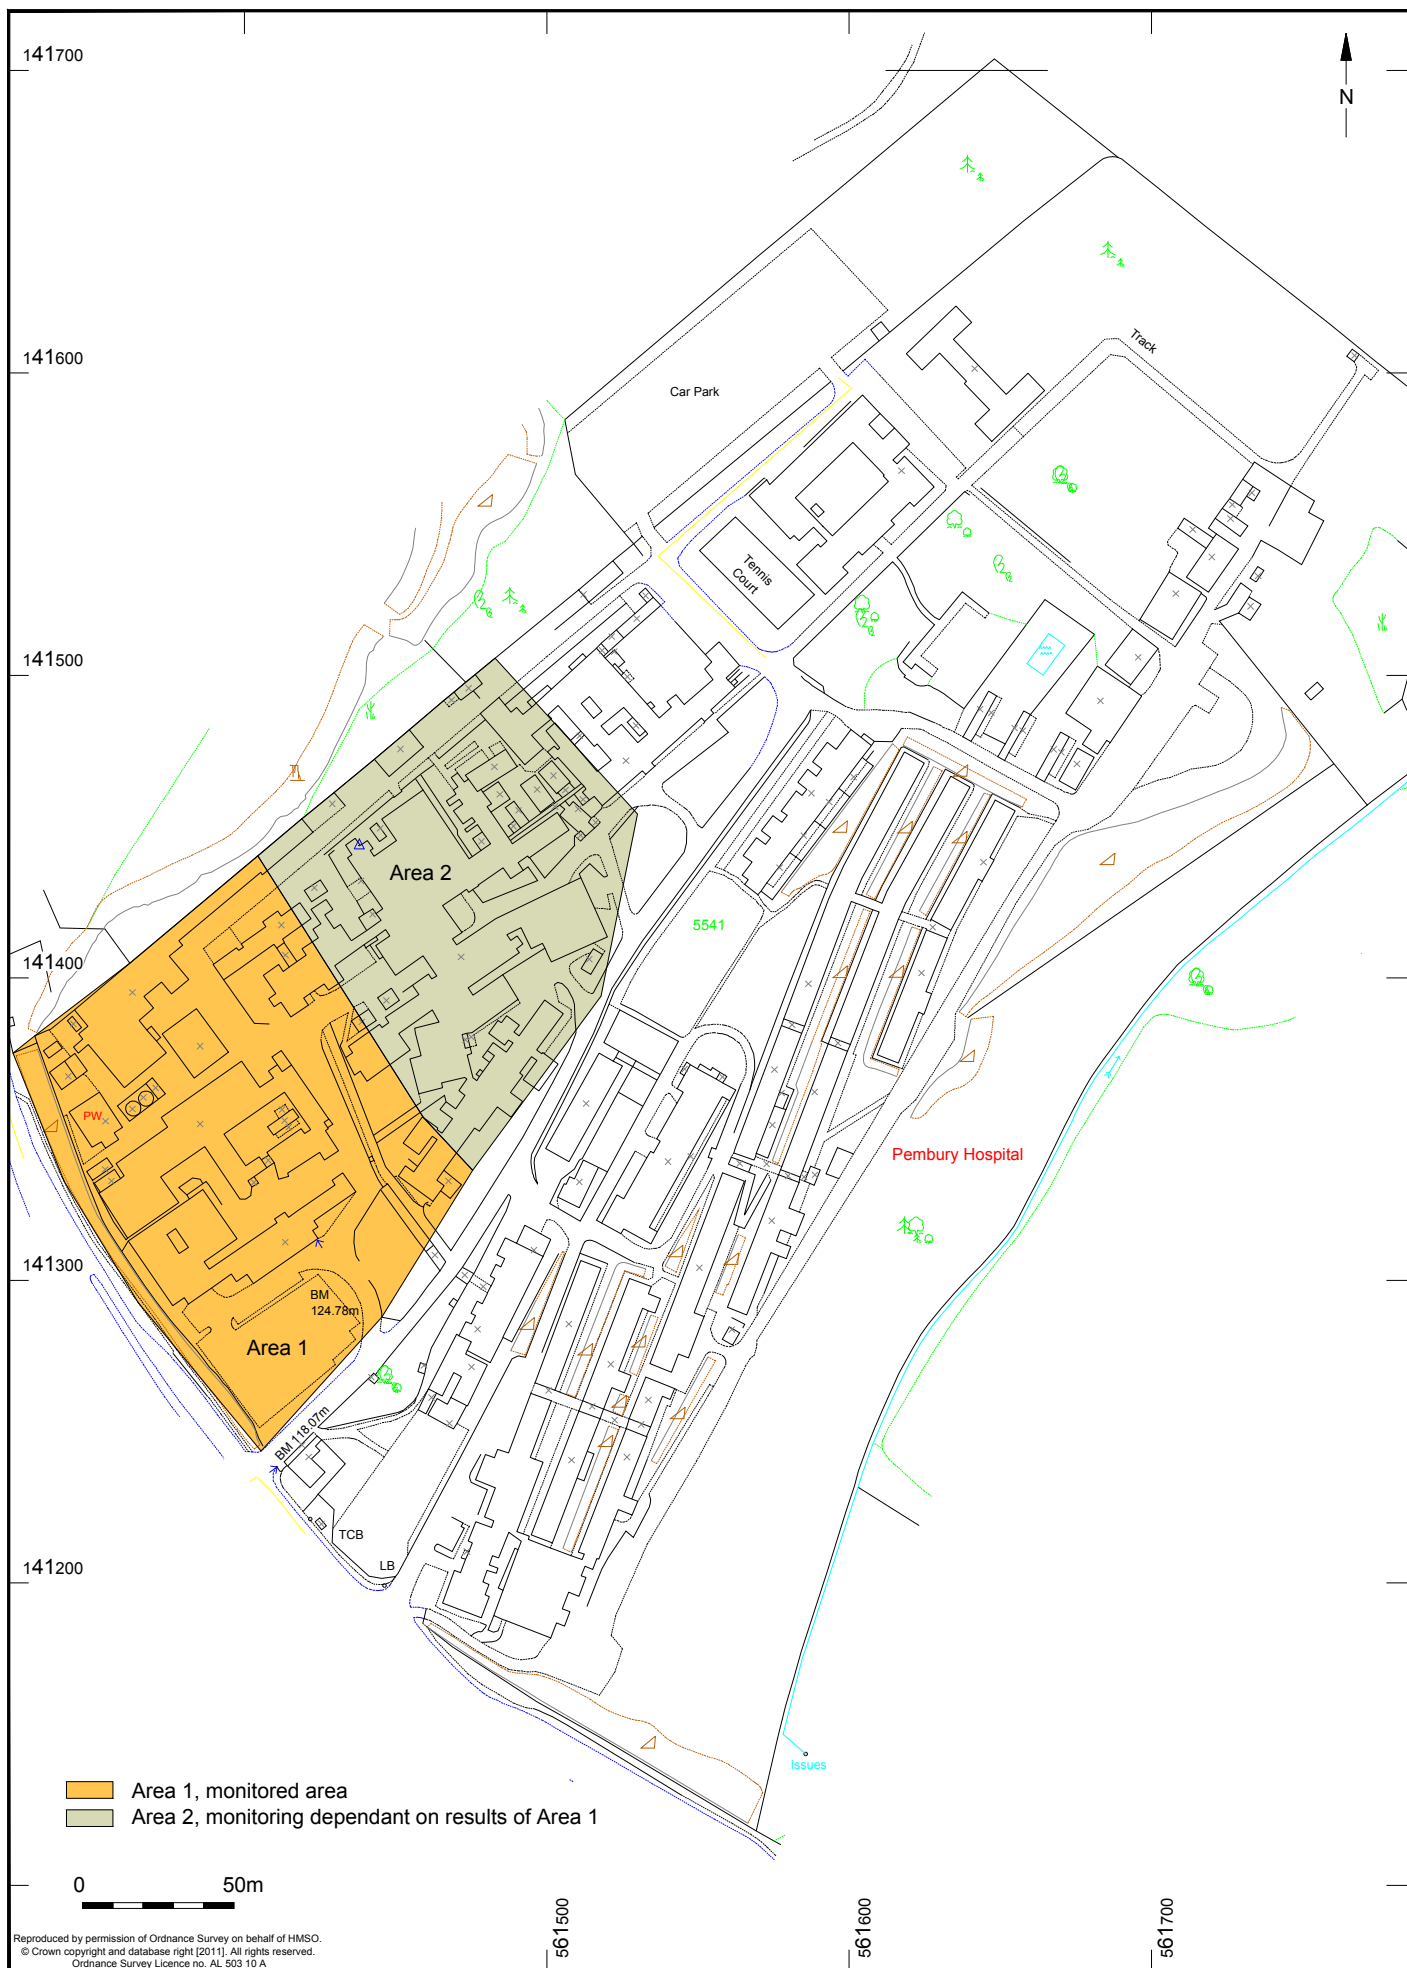 141700
N
141600
Track
Car Park
Tennis
Court
141500
Area 2
5541
141400
PW
Pembury Hospital
141300
BM
124.78m
Area 1
BM 118.07m
TCB
LB
141200
Issues
Area 1, monitored area
Area 2, monitoring dependant on results of Area 1
0 50m
561500
561600
561700
Reproduced by permission of Ordnance Survey on behalf of HMSO.
© Crown copyright and database right [2011]. All rights reserved.
Ordnance Survey Licence no. AL 503 10 A